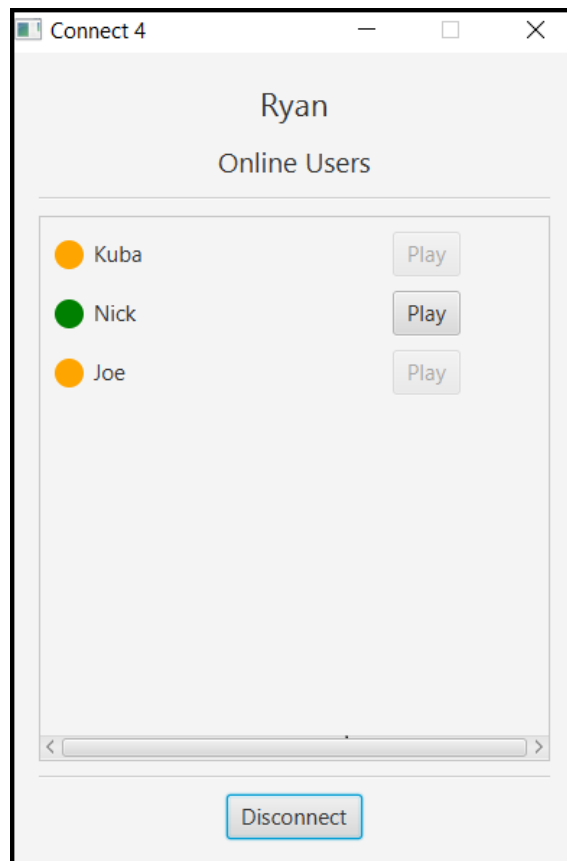 Connect 4
Ryan
Online Users
Kuba Play
Nick Play
Joe Play
Disconnect